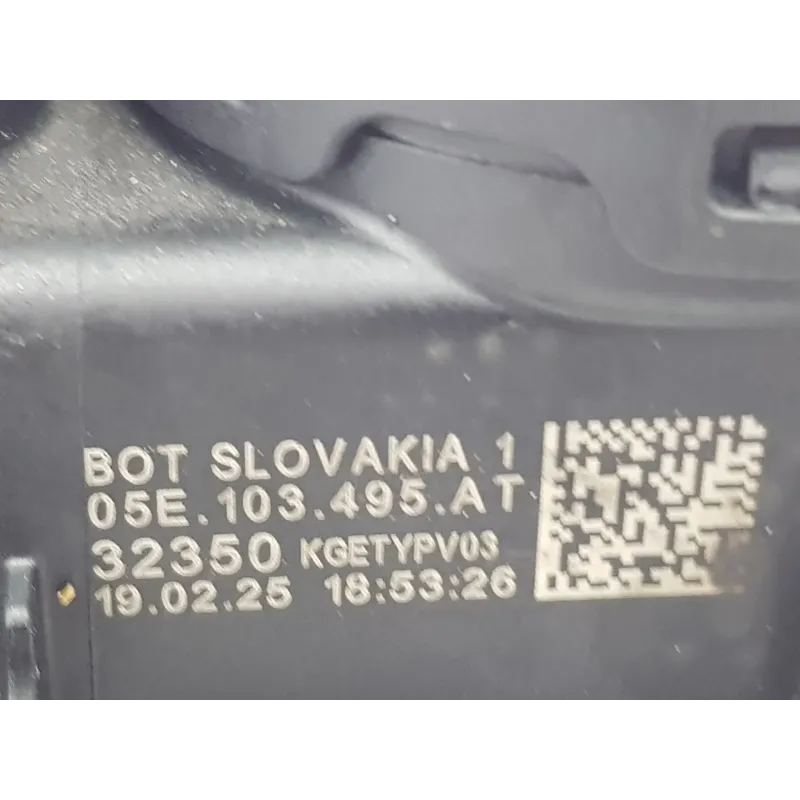 BOT SLOVAKIA 1
05E.103.495.AT
32350 KGETYPV03
19.02.25 18:53:26